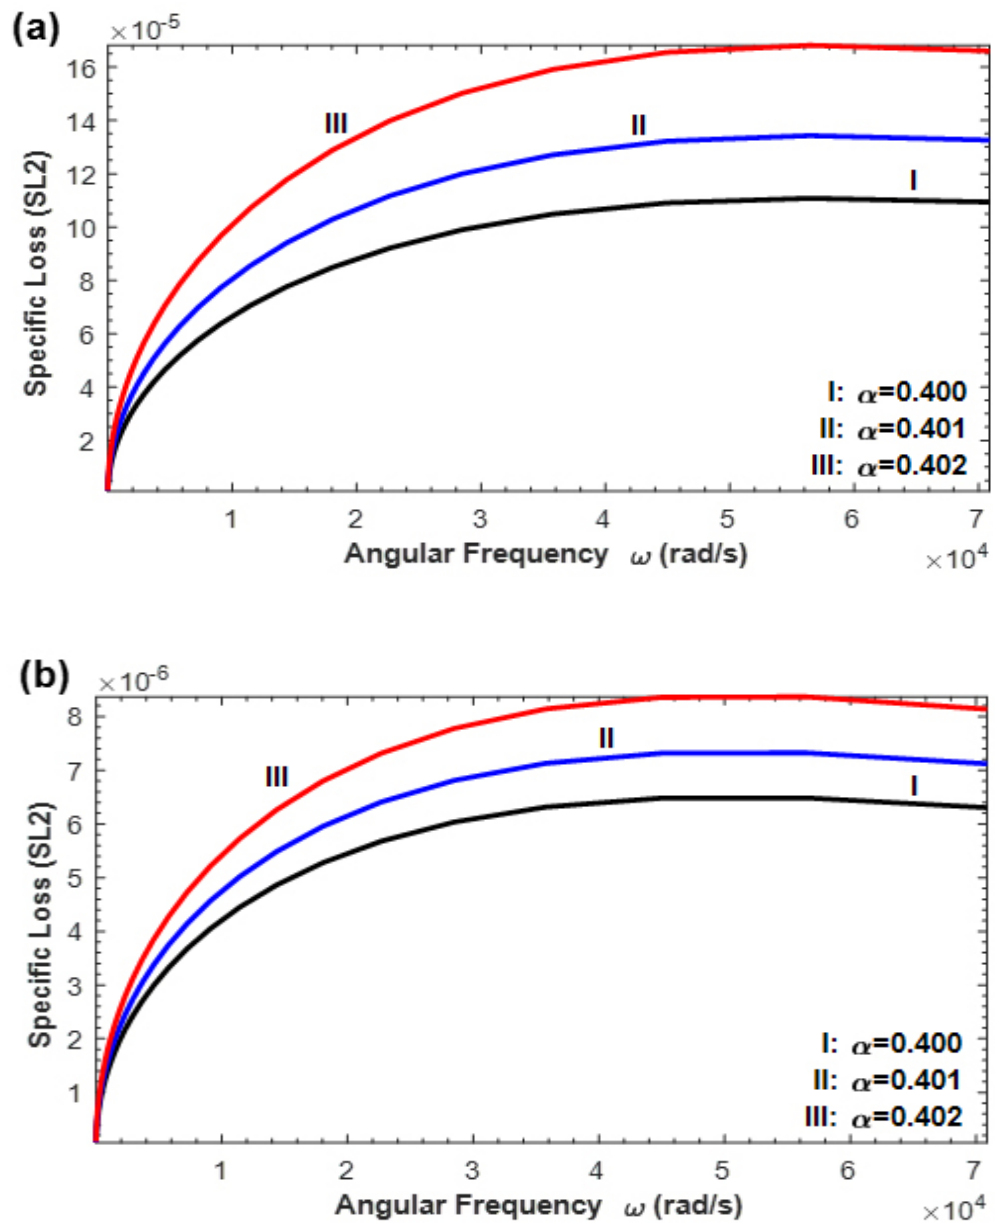 (a)
×10-5
16
14
12
10
8
6
4
2
Specific Loss (SL2)
III
II
I
I: α=0.400
II: α=0.401
III: α=0.402
1 2 3 4 5 6 7
Angular Frequency ω (rad/s)
×104
(b)
×10-6
8
7
6
5
4
3
2
1
Specific Loss (SL2)
III
II
I
I: α=0.400
II: α=0.401
III: α=0.402
1 2 3 4 5 6 7
Angular Frequency ω (rad/s)
×104